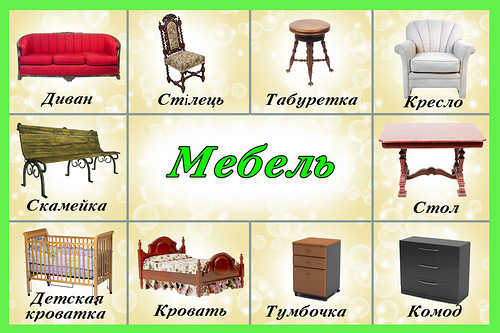 Диван
Стілець
Табуретка
Кресло
Скамейка
Мебель
Стол
Детская
кроватка
Кровать
Тумбочка
Комод